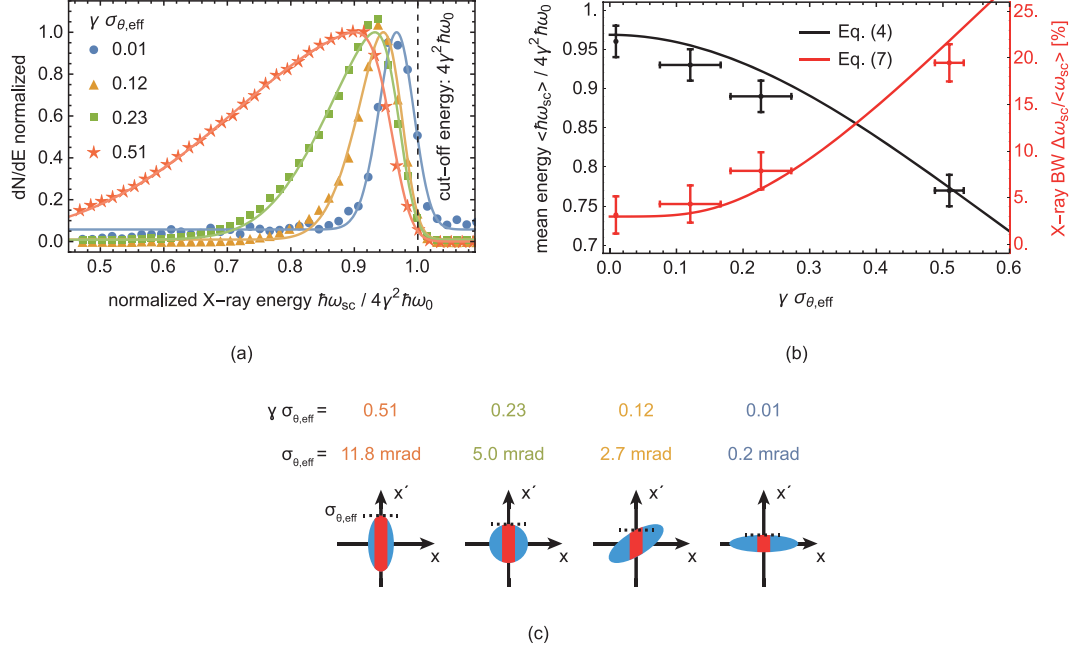 (a)
γ σθ,eff
0.01
0.12
0.23
0.51
dN/dE normalized
1.0
0.8
0.6
0.4
0.2
0.0
cut-off energy: 4γ²ħω₀
0.5 0.6 0.7 0.8 0.9 1.0
normalized X-ray energy ħωsc / 4γ²ħω₀
(a)
(b)
mean energy <ħωsc> / 4γ²ħω₀
0.95
0.9
0.85
0.8
0.75
0.7
Eq. (4)
Eq. (7)
25.
20.
15.
10.
5.
0.
X-ray BW Δωsc/<ωsc> [%]
0.0 0.1 0.2 0.3 0.4 0.5 0.6
γ σθ,eff
(b)
γ σθ,eff = 0.51 0.23 0.12 0.01
σθ,eff = 11.8 mrad 5.0 mrad 2.7 mrad 0.2 mrad
σθ,eff x´ x´ x´ x´
x x x x
(c)